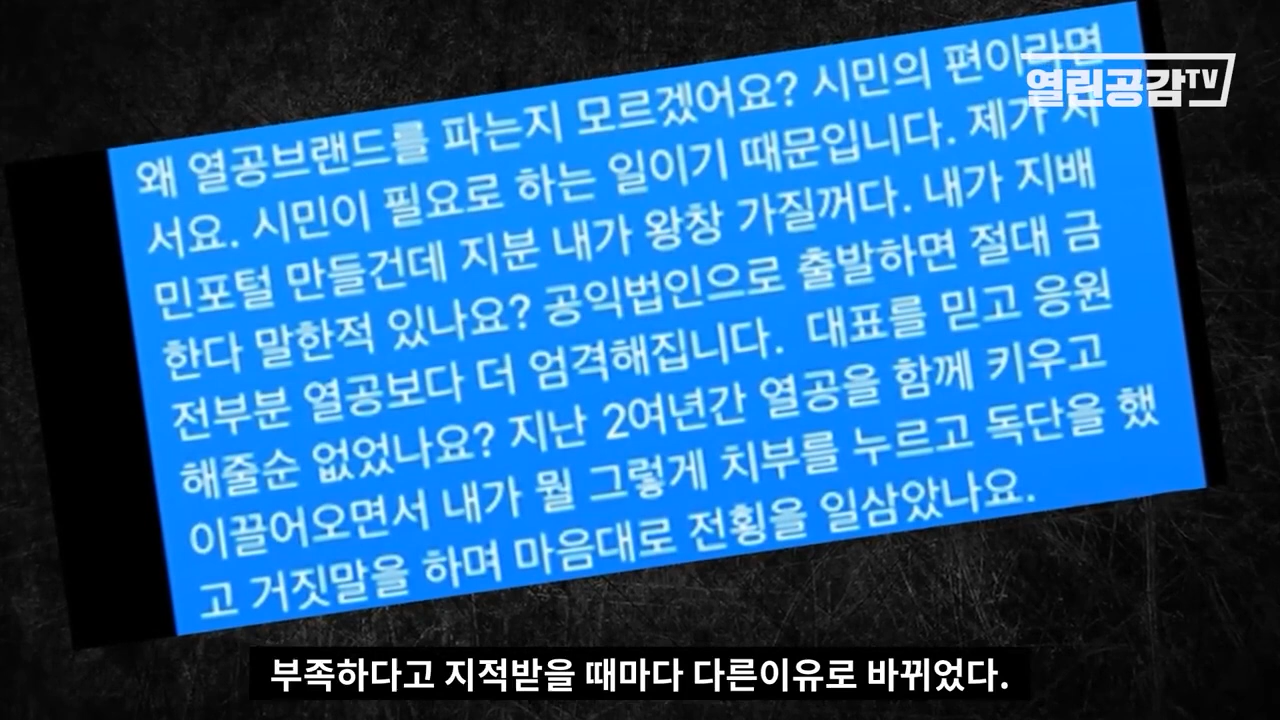 열린공감TV
왜 열공브랜드를 파는지 모르겠어요? 시민의 편이라면
서요. 시민이 필요로 하는 일이기 때문입니다. 제가 시
민포털 만들건데 지분 내가 왕창 가질꺼다. 내가 지배
한다 말한적 있나요? 공익법인으로 출발하면 절대 금
전부분 열공보다 더 엄격해집니다. 대표를 믿고 응원
해줄순 없었나요? 지난 2여년간 열공을 함께 키우고
이끌어오면서 내가 뭘 그렇게 치부를 누르고 독단을 했
고 거짓말을 하며 마음대로 전횡을 일삼았나요.
부족하다고 지적받을 때마다 다른이유로 바뀌었다.